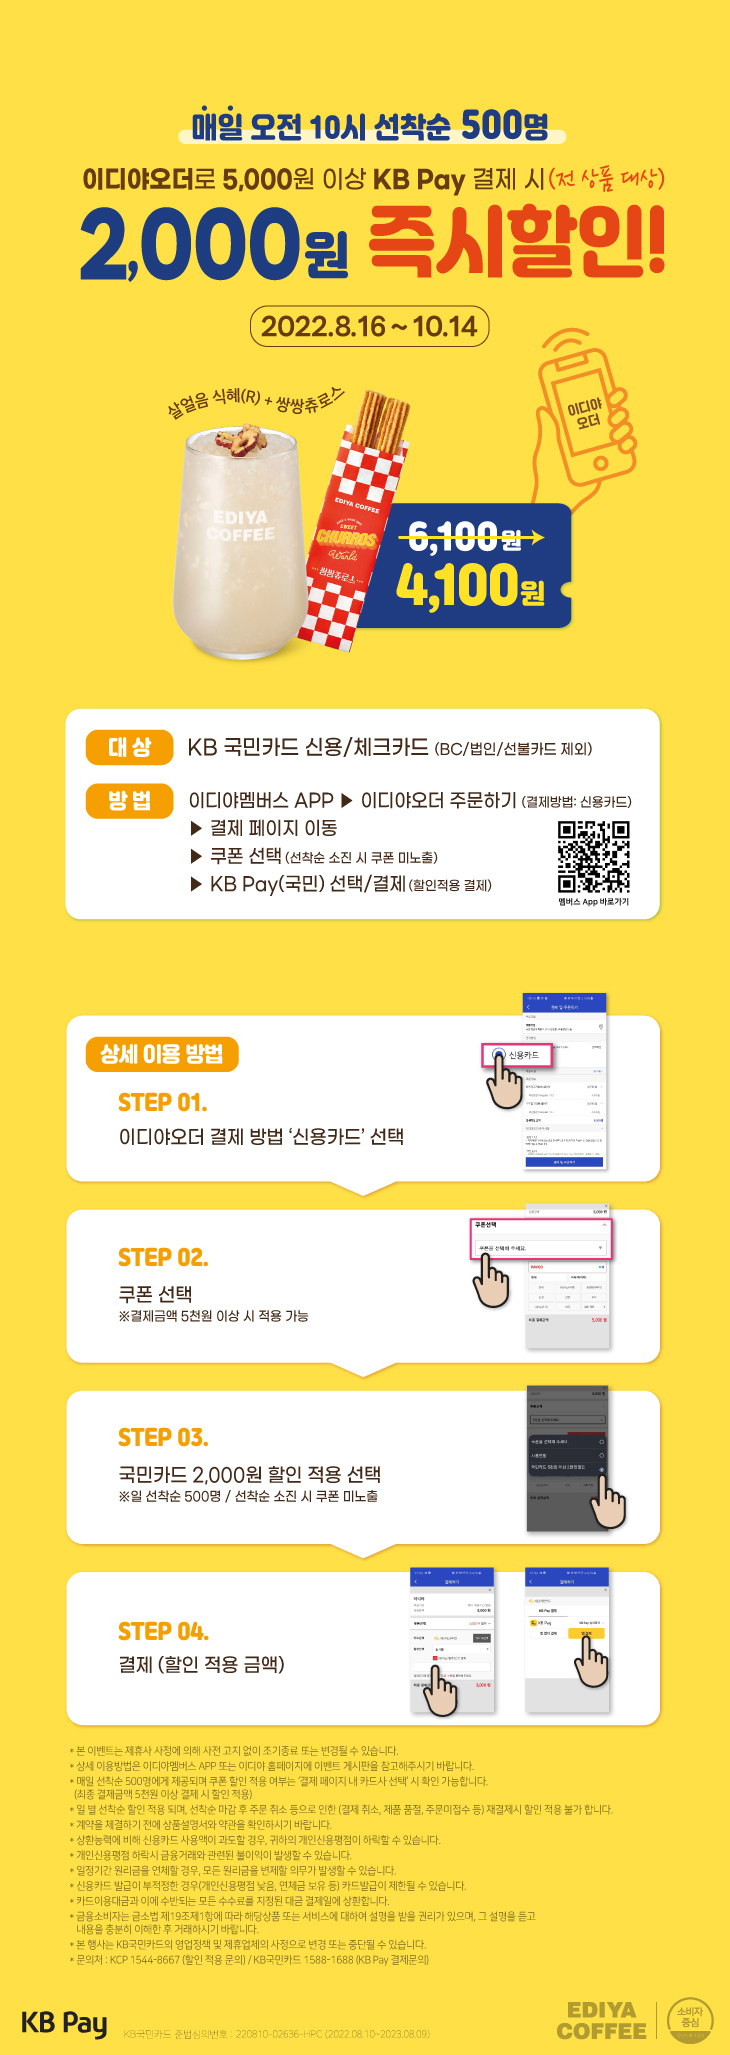 매일 오전 10시 선착순 500명
이디야오더로 5,000원 이상 KB Pay 결제 시 (전 상품 대상)
2,000원 즉시할인!
2022.8.16 ~ 10.14
살얼음 식혜(R) + 쌍쌍츄로스
이디야
오더
EDIYA
COFFEE
EDIYA COFFEE
SWEET
CHURROS
World
쌍쌍츄로스
6,100원
4,100원
대 상
KB 국민카드 신용/체크카드 (BC/법인/선불카드 제외)
방 법
이디야멤버스 APP ▶ 이디야오더 주문하기 (결제방법: 신용카드)
▶ 결제 페이지 이동
▶ 쿠폰 선택 (선착순 소진 시 쿠폰 미노출)
▶ KB Pay(국민) 선택/결제 (할인적용 결제)
멤버스 App 바로가기
상세 이용 방법
신용카드
STEP 01.
이디야오더 결제 방법 ‘신용카드’ 선택
쿠폰선택
쿠폰을 선택해 주세요.
STEP 02.
쿠폰 선택
※결제금액 5천원 이상 시 적용 가능
최종 결제금액 5,000 원
STEP 03.
국민카드 2,000원 할인 적용 선택
※일 선착순 500명 / 선착순 소진 시 쿠폰 미노출
결제하기
결제하기
KB Pay 결제
KB Pay
STEP 04.
결제 (할인 적용 금액)
3,000 원
* 본 이벤트는 제휴사 사정에 의해 사전 고지 없이 조기종료 또는 변경될 수 있습니다.
* 상세 이용방법은 이디야멤버스 APP 또는 이디야 홈페이지에 이벤트 게시판을 참고해주시기 바랍니다.
* 매일 선착순 500명에게 제공되며 쿠폰 할인 적용 여부는 ‘결제 페이지 내 카드사 선택’ 시 확인 가능합니다.
(최종 결제금액 5천원 이상 결제 시 할인 적용)
* 일 별 선착순 할인 적용 되며, 선착순 마감 후 주문 취소 등으로 인한 (결제 취소, 제품 품절, 주문미접수 등) 재결제시 할인 적용 불가 합니다.
* 계약을 체결하기 전에 상품설명서와 약관을 확인하시기 바랍니다.
* 상환능력에 비해 신용카드 사용액이 과도할 경우, 귀하의 개인신용평점이 하락할 수 있습니다.
* 개인신용평점 하락시 금융거래와 관련된 불이익이 발생할 수 있습니다.
* 일정기간 원리금을 연체할 경우, 모든 원리금을 변제할 의무가 발생할 수 있습니다.
* 신용카드 발급이 부적정한 경우(개인신용평점 낮음, 연체금 보유 등) 카드발급이 제한될 수 있습니다.
* 카드이용대금과 이에 수반되는 모든 수수료를 지정된 대금 결제일에 상환합니다.
* 금융소비자는 금소법 제19조제1항에 따라 해당상품 또는 서비스에 대하여 설명을 받을 권리가 있으며, 그 설명을 듣고
내용을 충분히 이해한 후 거래하시기 바랍니다.
* 본 행사는 KB국민카드의 영업정책 및 제휴업체의 사정으로 변경 또는 중단될 수 있습니다.
* 문의처 : KCP 1544-8667 (할인 적용 문의) / KB국민카드 1588-1688 (KB Pay 결제문의)
KB Pay
KB국민카드 준법심의번호 : 220810-02636-HPC (2022.08.10~2023.08.09)
EDIYA
COFFEE
소비자
중심